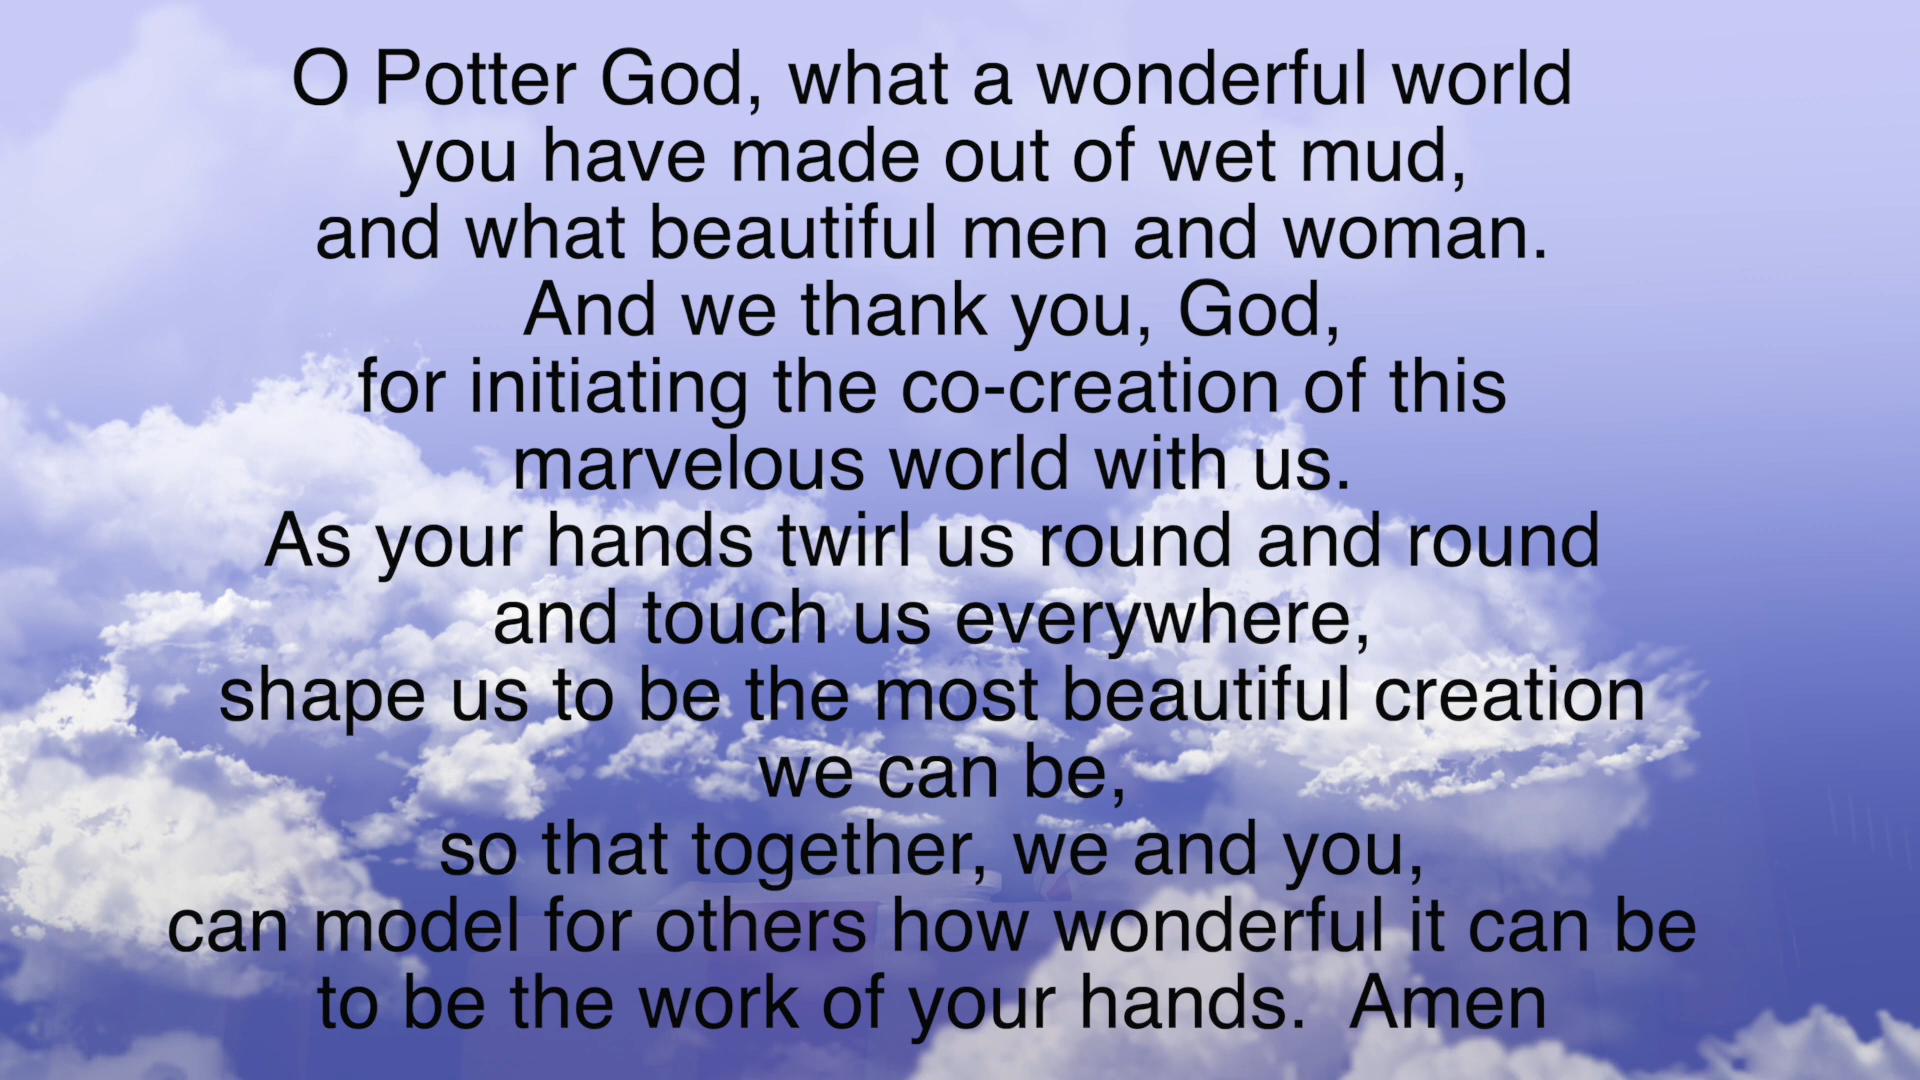 O Potter God, what a wonderful world
you have made out of wet mud,
and what beautiful men and woman.
And we thank you, God,
for initiating the co-creation of this
marvelous world with us.
As your hands twirl us round and round
and touch us everywhere,
shape us to be the most beautiful creation
we can be,
so that together, we and you,
can model for others how wonderful it can be
to be the work of your hands.  Amen